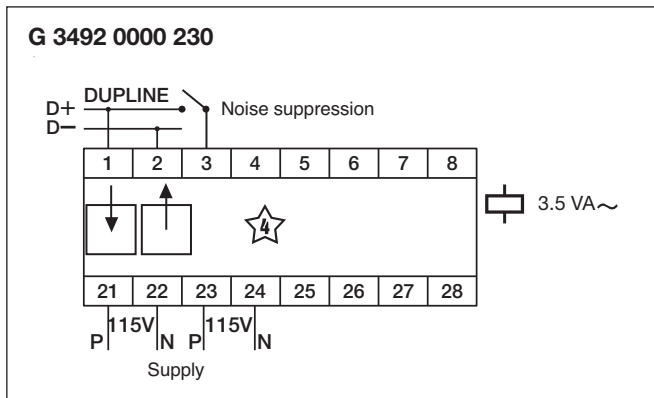 G 3492 0000 230
DUPLINE
D+
D−
Noise suppression
1 2 3 4 5 6 7 8
4
3.5 VA~
21 22 23 24 25 26 27 28
P 115V N P 115V N
Supply